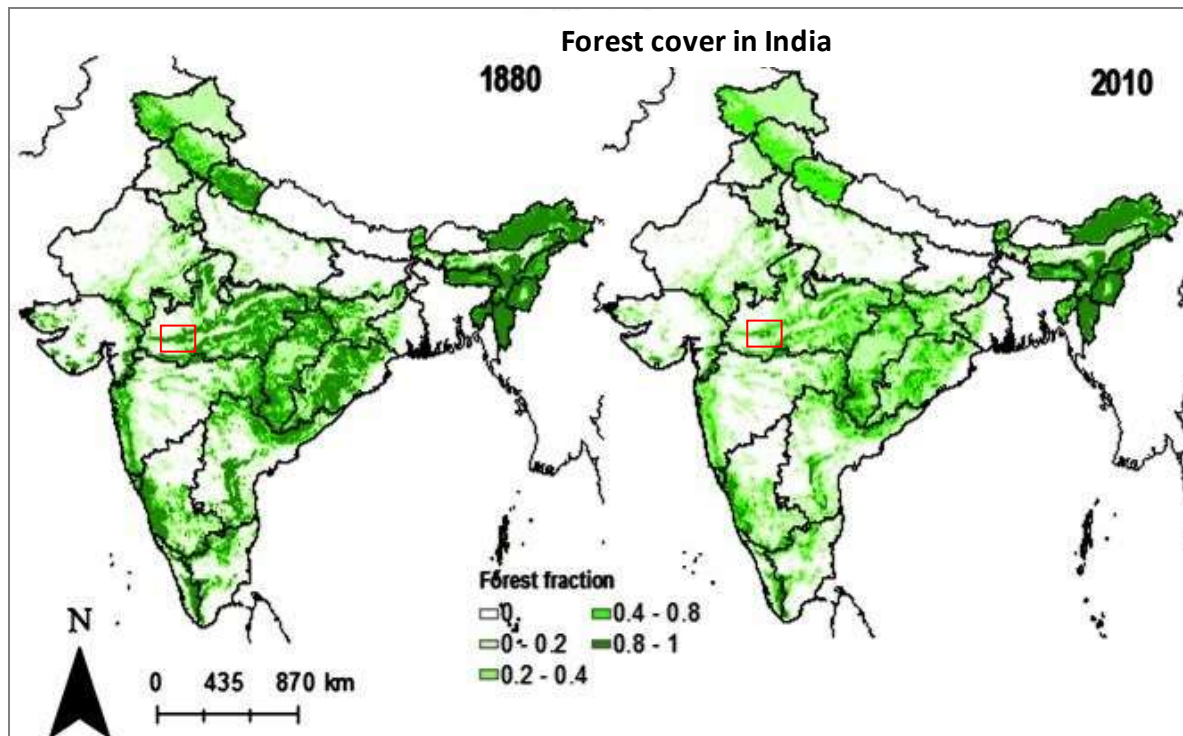 Forest cover in India
1880
2010
Forest fraction
0
0 - 0.2
0.2 - 0.4
0.4 - 0.8
0.8 - 1
N
0 435 870 km